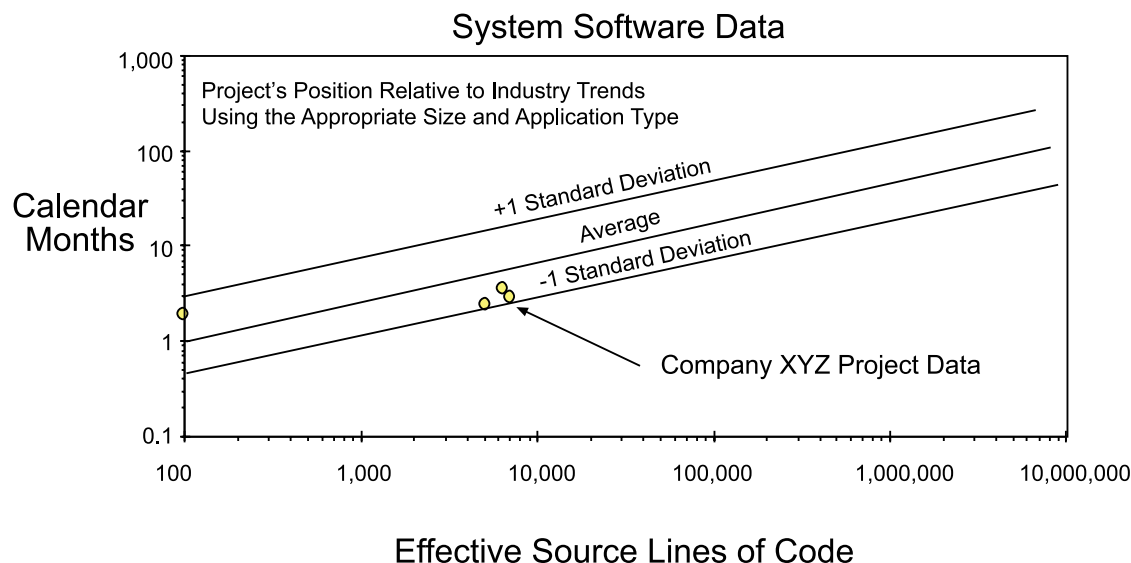 System Software Data
1,000
Project's Position Relative to Industry Trends
Using the Appropriate Size and Application Type
100
+1 Standard Deviation
Calendar
Months
Average
10
-1 Standard Deviation
1
Company XYZ Project Data
0.1
100
1,000
10,000
100,000
1,000,000
10,000,000
Effective Source Lines of Code